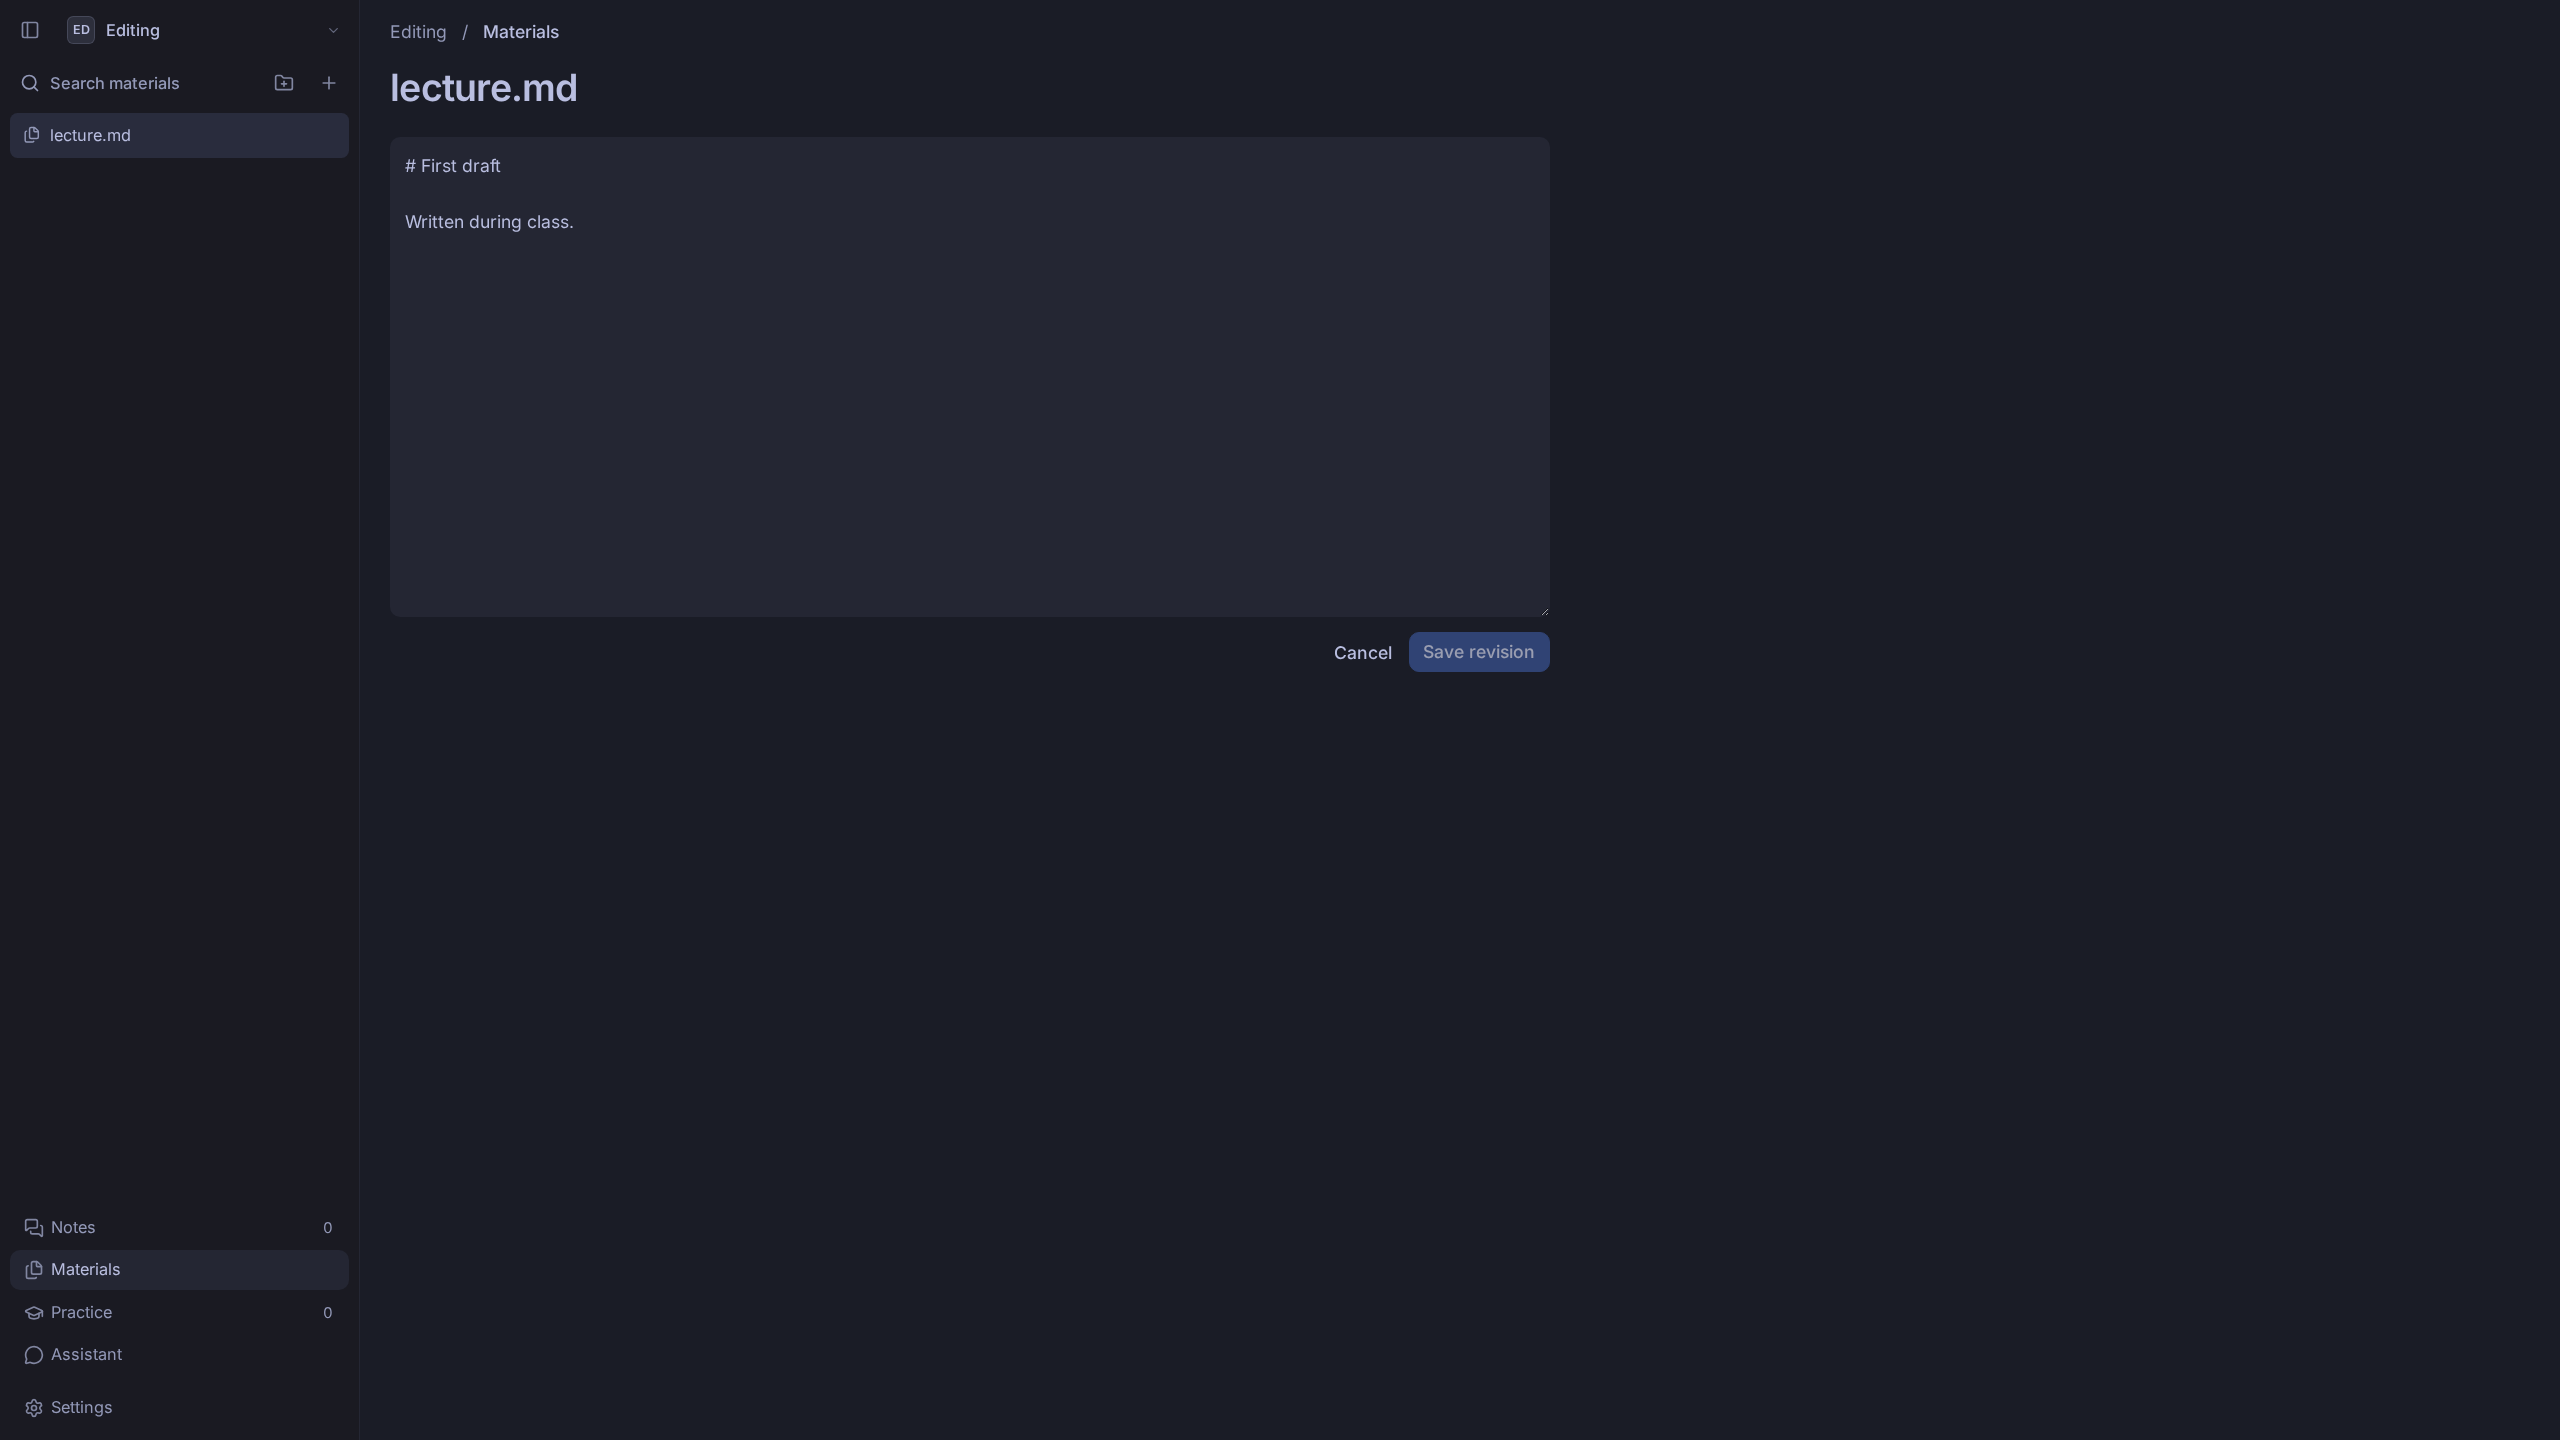 ED Editing
Search materials
lecture.md
Notes 0
Materials
Practice 0
Assistant
Settings
Editing / Materials
lecture.md
# First draft
Written during class.
Cancel Save revision